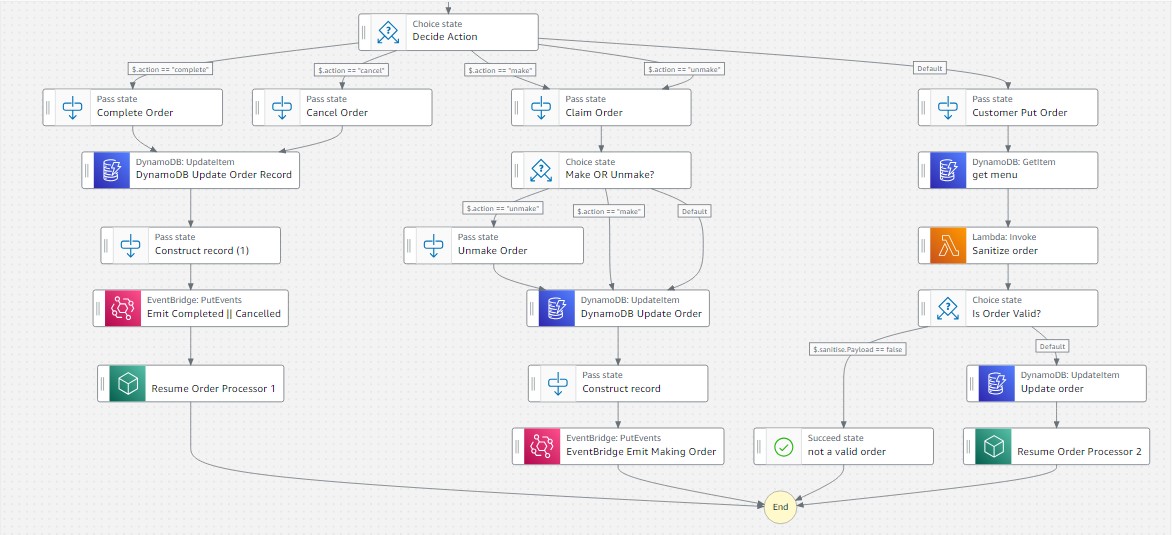 Choice state
Decide Action
$.action == "complete"
$.action == "cancel"
$.action == "make"
$.action == "unmake"
Default
Pass state
Complete Order
Pass state
Cancel Order
Pass state
Claim Order
Pass state
Customer Put Order
DynamoDB: UpdateItem
DynamoDB Update Order Record
Choice state
Make OR Unmake?
DynamoDB: GetItem
get menu
$.action == "unmake"
$.action == "make"
Default
Pass state
Construct record (1)
Pass state
Unmake Order
Lambda: Invoke
Sanitize order
EventBridge: PutEvents
Emit Completed || Cancelled
DynamoDB: UpdateItem
DynamoDB Update Order
Choice state
Is Order Valid?
$.sanitise.Payload == false
Default
Resume Order Processor 1
Pass state
Construct record
DynamoDB: UpdateItem
Update order
EventBridge: PutEvents
EventBridge Emit Making Order
Succeed state
not a valid order
Resume Order Processor 2
End